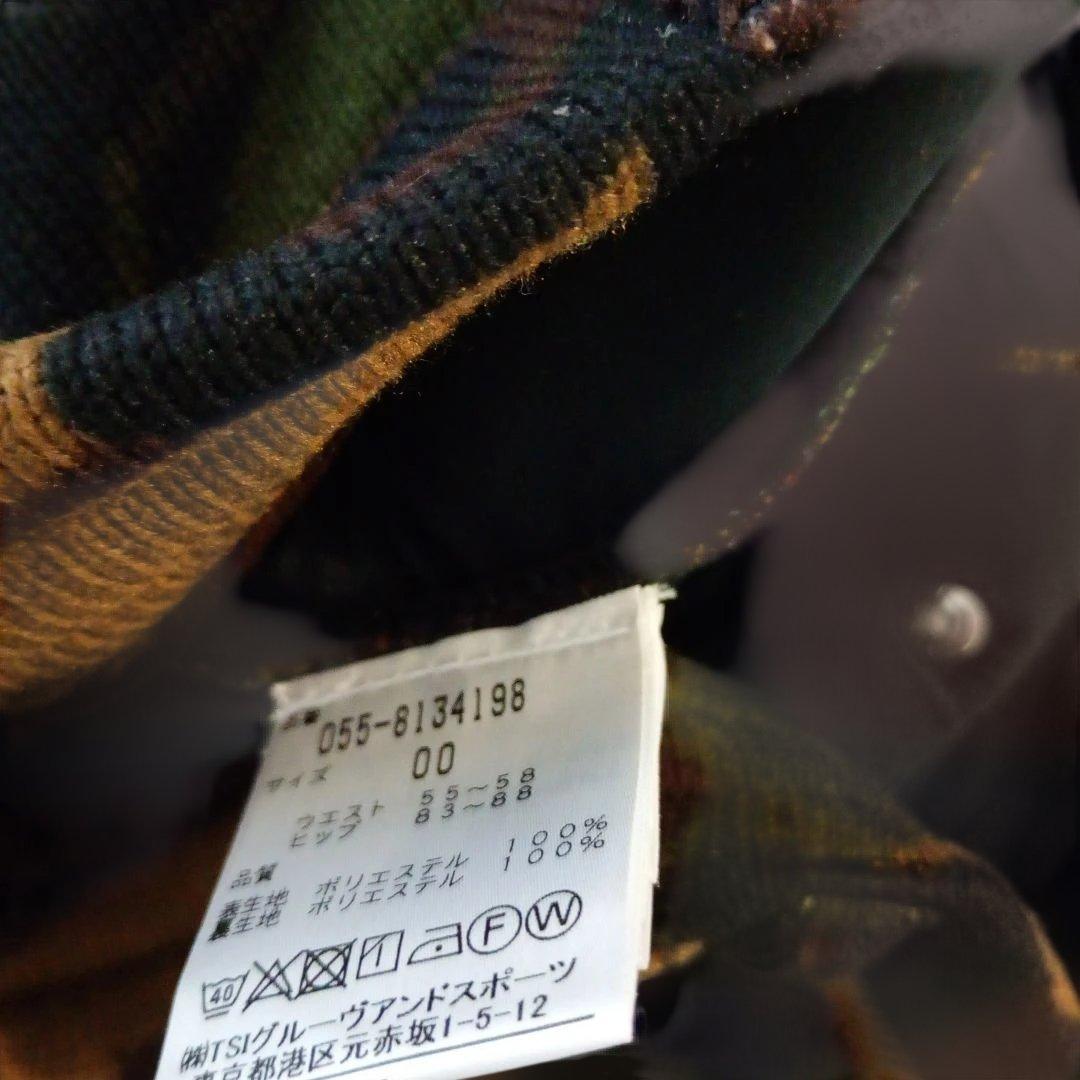 品番 055-8134198
サイズ 00
ウエスト 55～58
ヒップ 83～88
品質
表生地 ポリエステル 100%
裏生地 ポリエステル 100%
40 F W
㈱TSIグルーヴアンドスポーツ
東京都港区元赤坂1-5-12